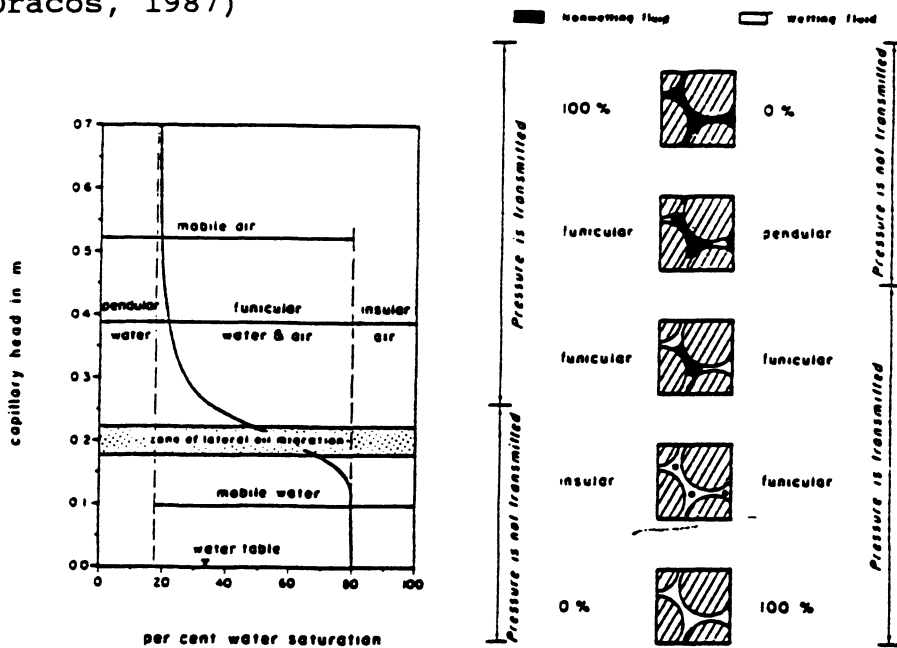 Dracos, 1987)
Nonwetting fluid
Wetting fluid
100 %
0 %
Pressure is transmitted
Pressure is not transmitted
funicular
pendular
funicular
funicular
insular
funicular
Pressure is not transmitted
Pressure is transmitted
0 %
100 %
capillary head in m
0.7
0.6
0.5
0.4
0.3
0.2
0.1
0.0
mobile air
pendular
funicular
insular
water
water & air
air
zone of lateral oil migration
mobile water
water table
0
20
40
60
80
100
per cent water saturation